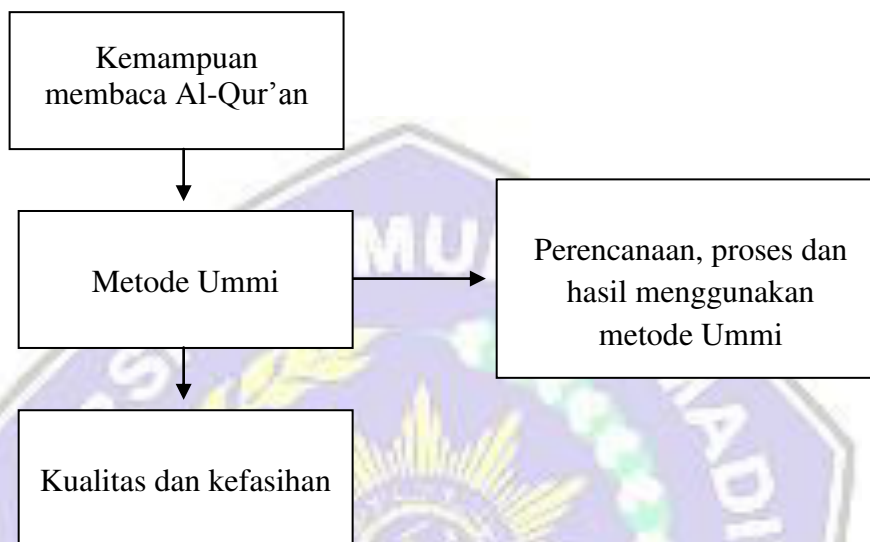 Kemampuan
membaca Al-Qur’an
Metode Ummi
Perencanaan, proses dan
hasil menggunakan
metode Ummi
Kualitas dan kefasihan